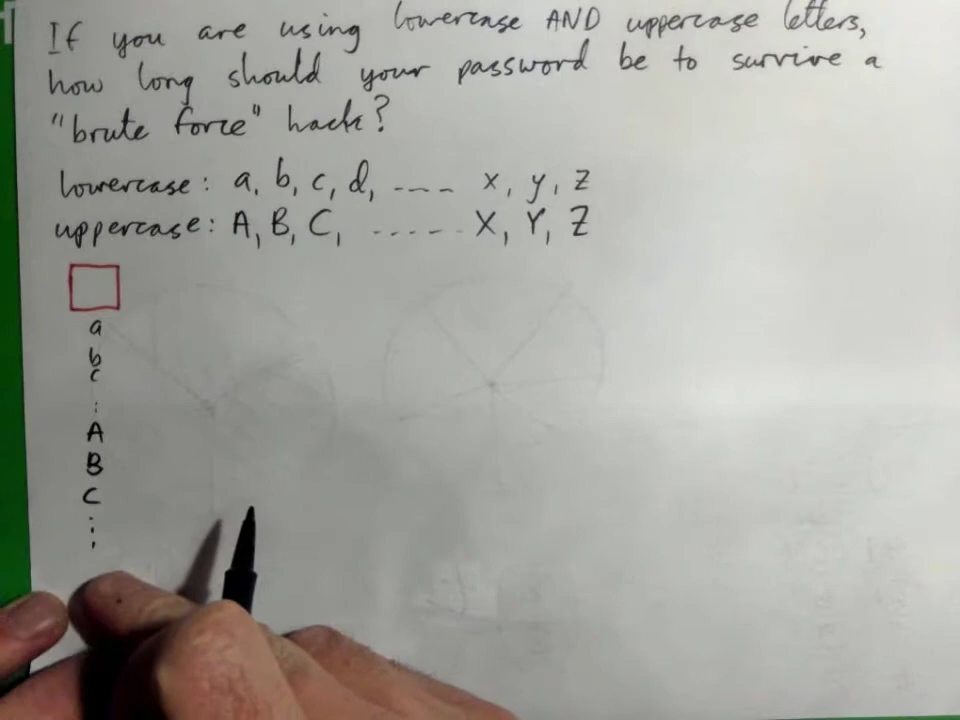 If you are using lowercase AND uppercase letters,
how long should your password be to survive a
"brute force" hack?
lowercase: a, b, c, d, ---- x, y, z
uppercase: A, B, C, ..... X, Y, Z
a
b
c
:
A
B
C
: